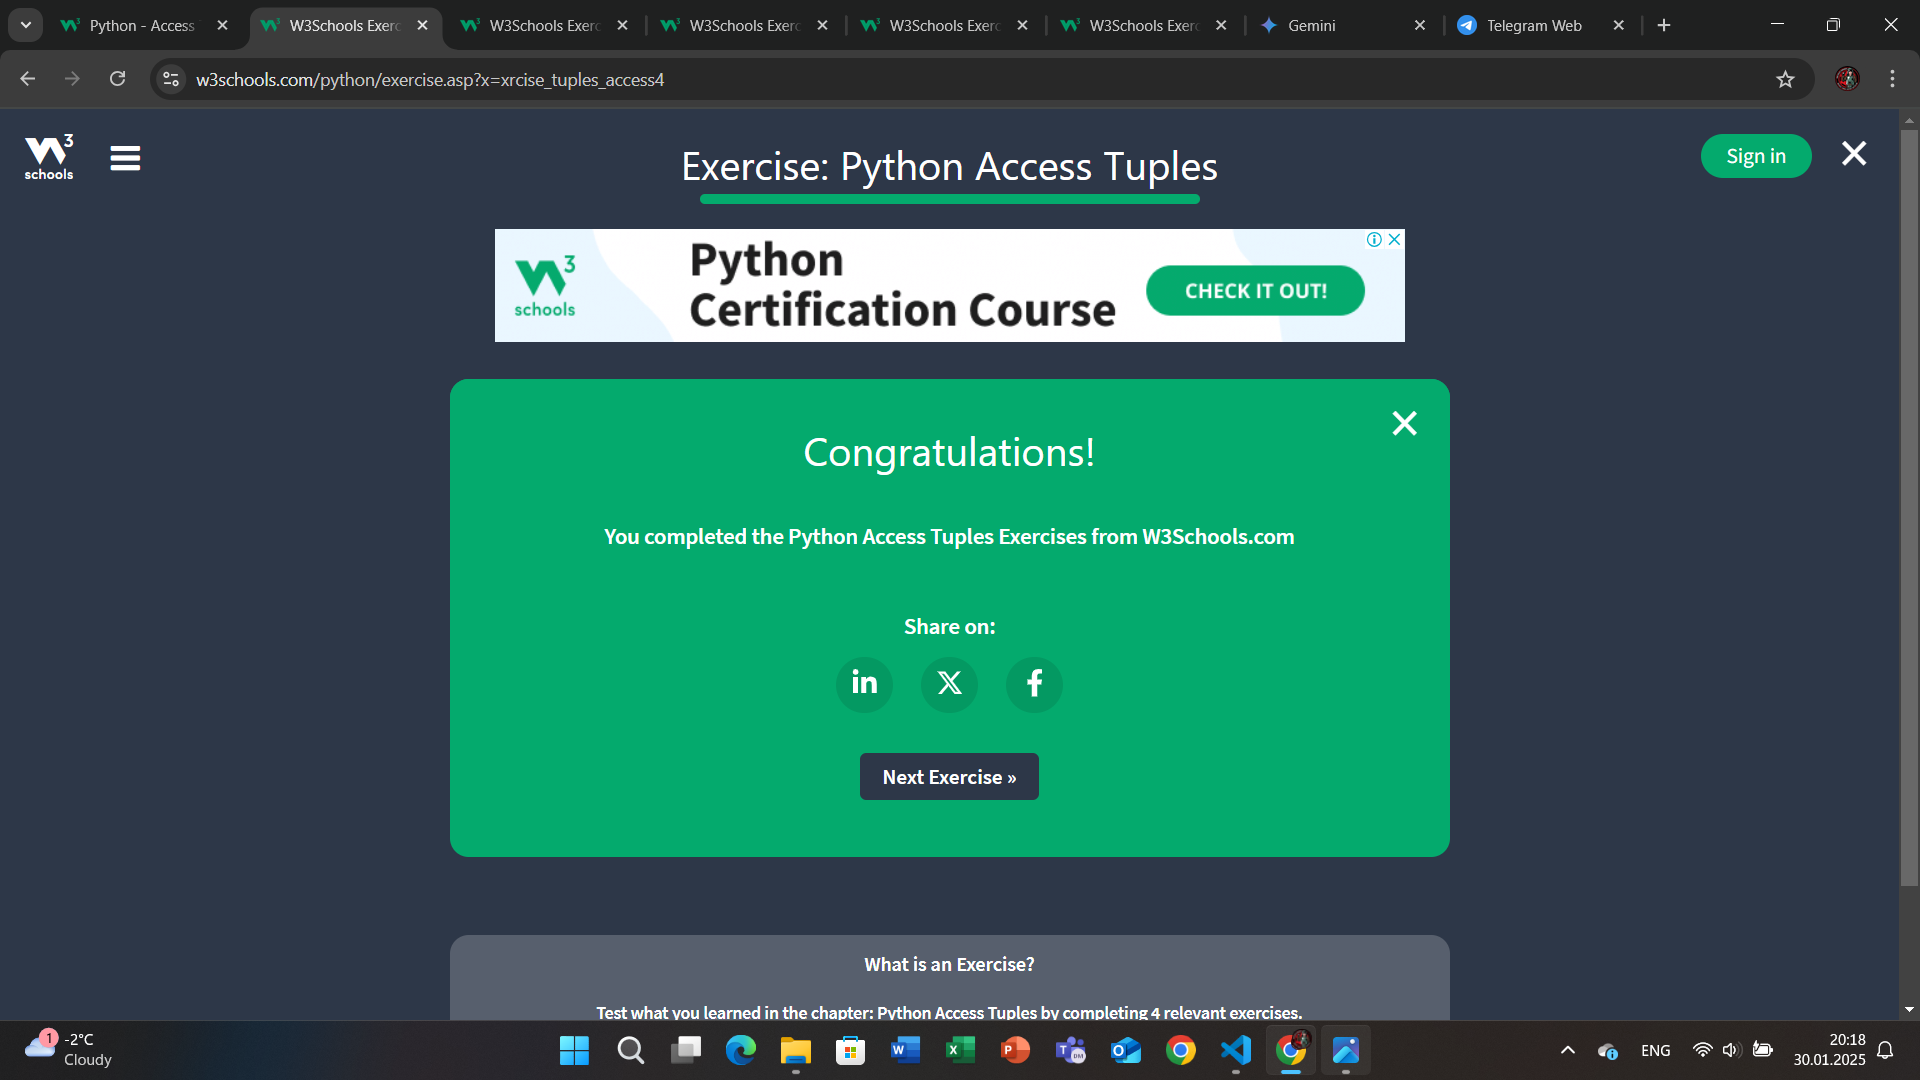 Python - Access
W3Schools Exerc
W3Schools Exerc
W3Schools Exerc
W3Schools Exerc
W3Schools Exerc
Gemini
Telegram Web
w3schools.com/python/exercise.asp?x=xrcise_tuples_access4
3
schools
Exercise: Python Access Tuples
Sign in
3
schools
Python
Certification Course
CHECK IT OUT!
Congratulations!
You completed the Python Access Tuples Exercises from W3Schools.com
Share on:
in
X
f
Next Exercise »
What is an Exercise?
Test what you learned in the chapter: Python Access Tuples by completing 4 relevant exercises.
1
-2°C
Cloudy
ENG
20:18
30.01.2025